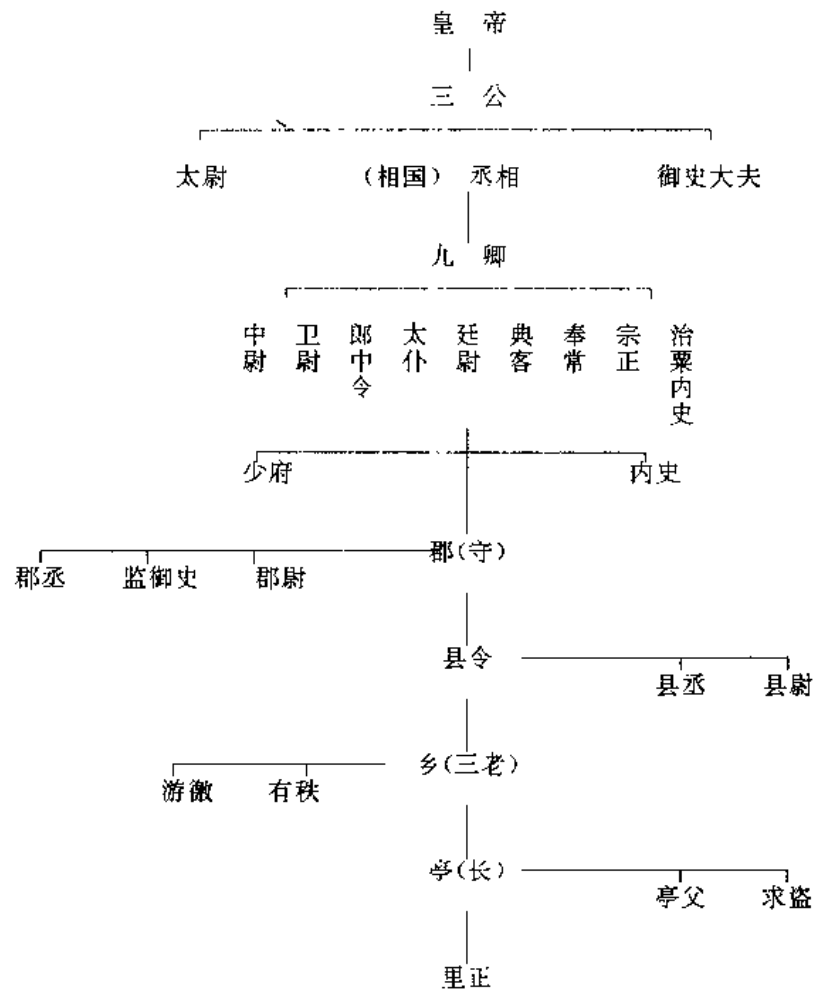 皇 帝
三 公
太尉 （相国） 丞相 御史大夫
九 卿
中尉 卫尉 郎中令 太仆 廷尉 典客 奉常 宗正 治粟内史
少府 内史
郡（守）
郡丞 监御史 郡尉
县令
县丞 县尉
乡（三老）
游徼 有秩
亭（长）
亭父 求盗
里正